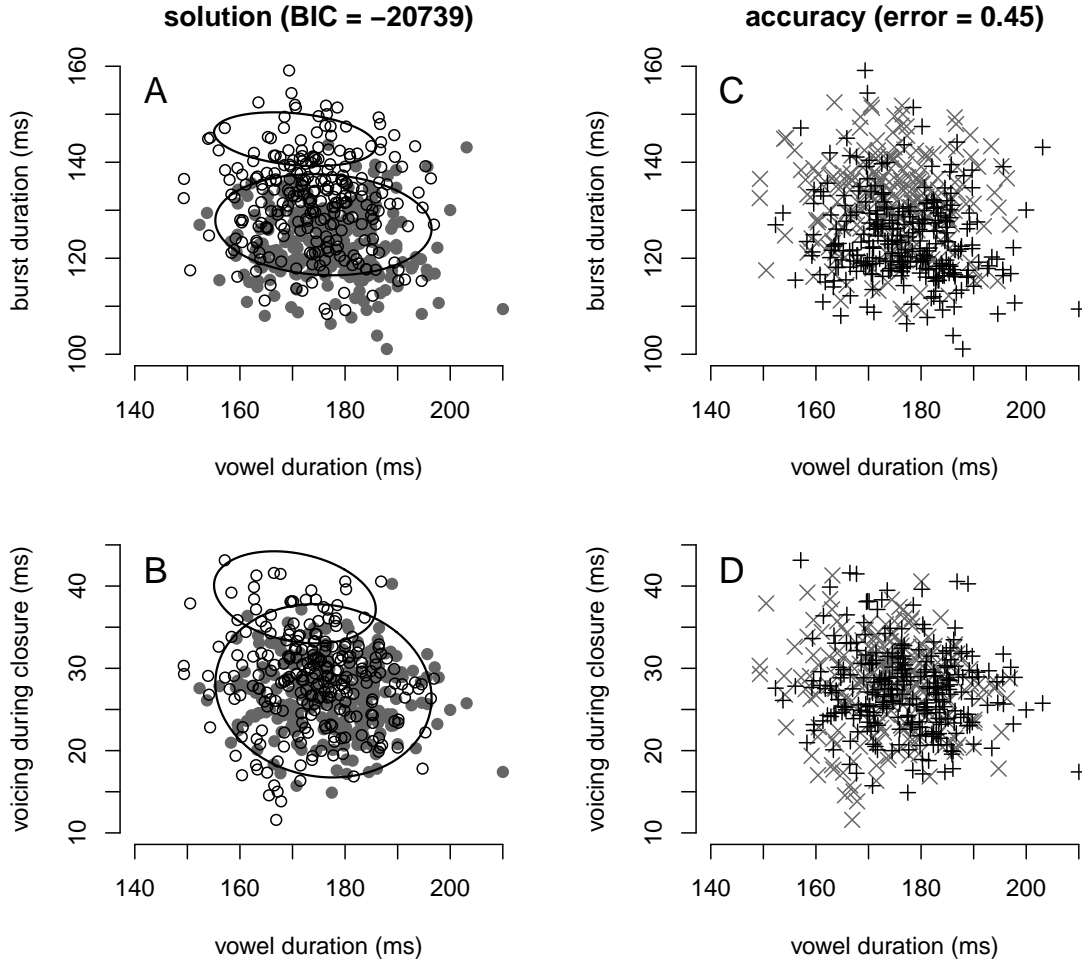 solution (BIC = −20739)
accuracy (error = 0.45)
A
burst duration (ms)
100 120 140 160
140 160 180 200
vowel duration (ms)
C
burst duration (ms)
100 120 140 160
140 160 180 200
vowel duration (ms)
B
voicing during closure (ms)
10 20 30 40
140 160 180 200
vowel duration (ms)
D
voicing during closure (ms)
10 20 30 40
140 160 180 200
vowel duration (ms)